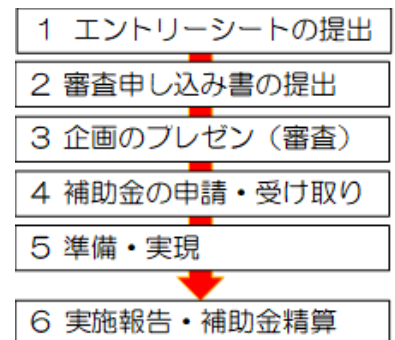 1 エントリーシートの提出
2 審査申し込み書の提出
3 企画のプレゼン（審査）
4 補助金の申請・受け取り
5 準備・実現
6 実施報告・補助金精算